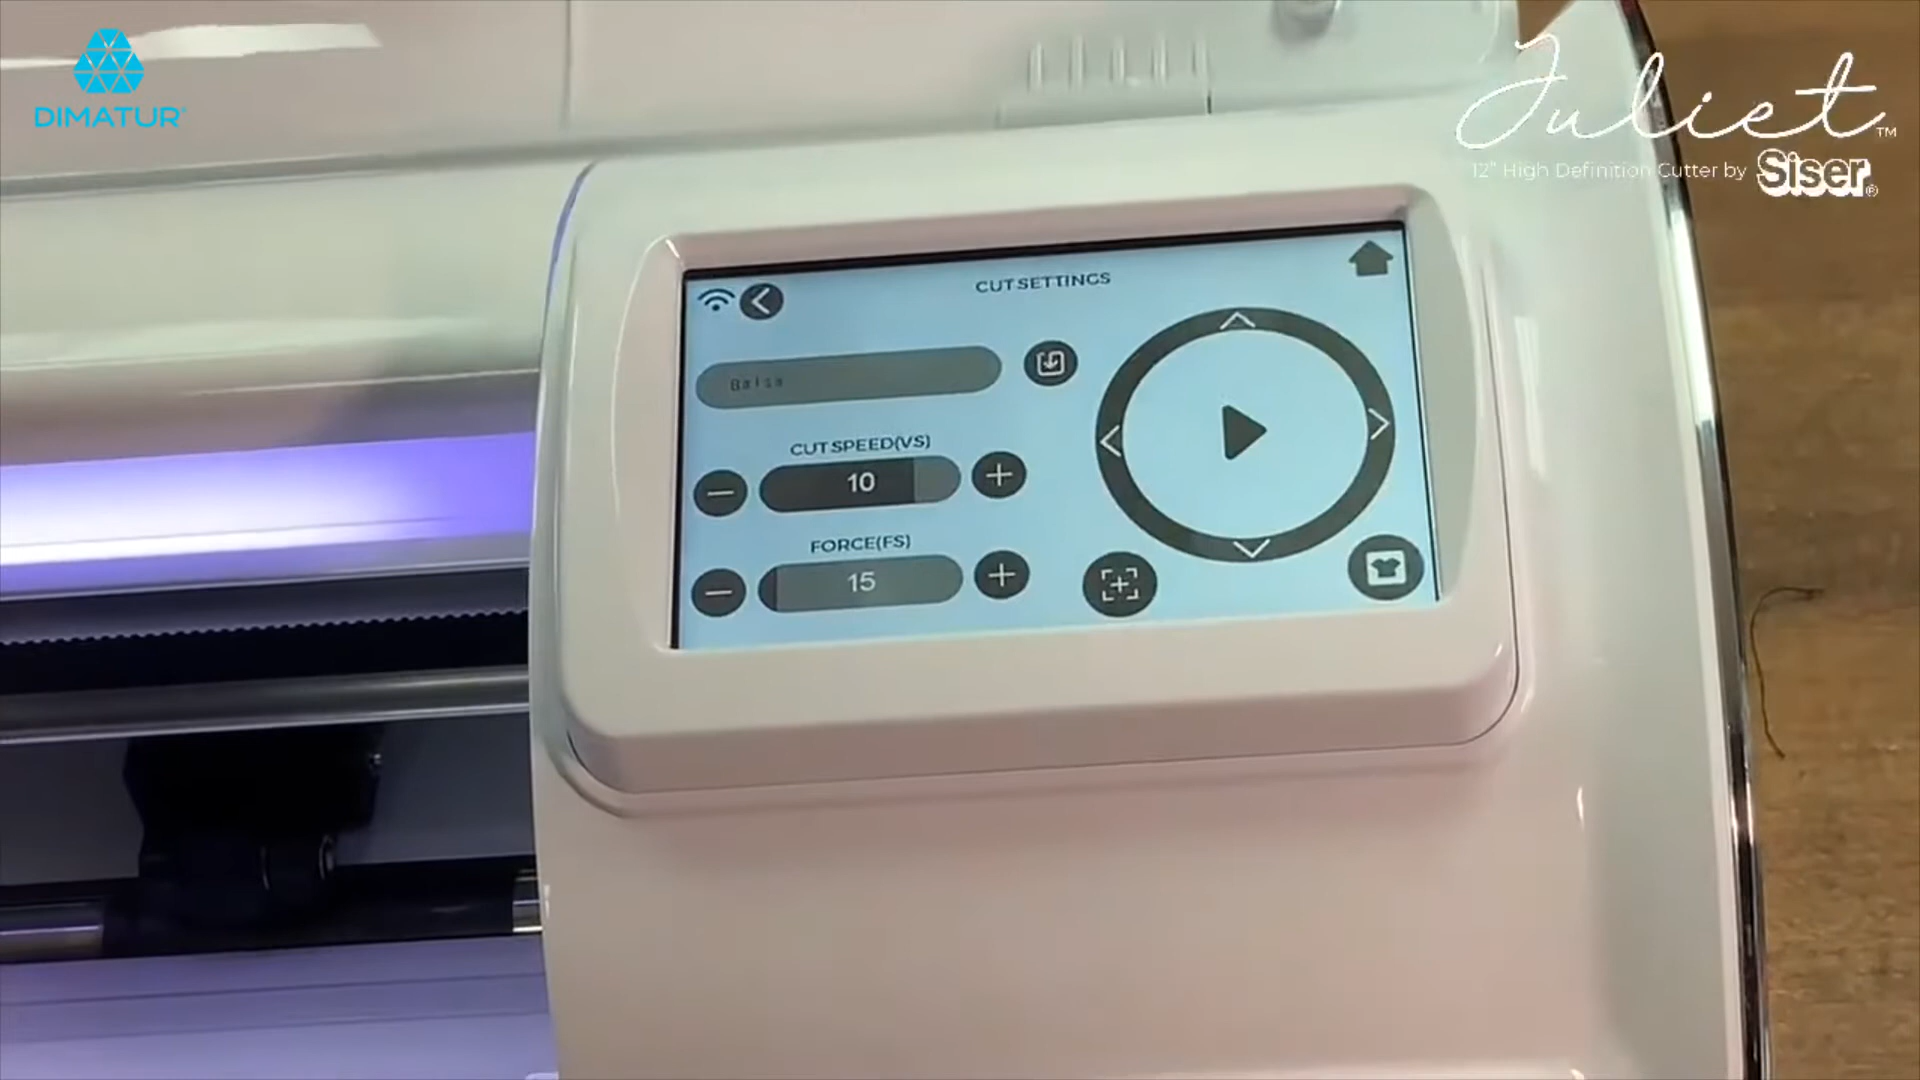 DIMATUR®
Juliet™
12" High Definition Cutter by Siser®
CUT SETTINGS
Balsa
CUT SPEED(VS)
10
FORCE(FS)
15